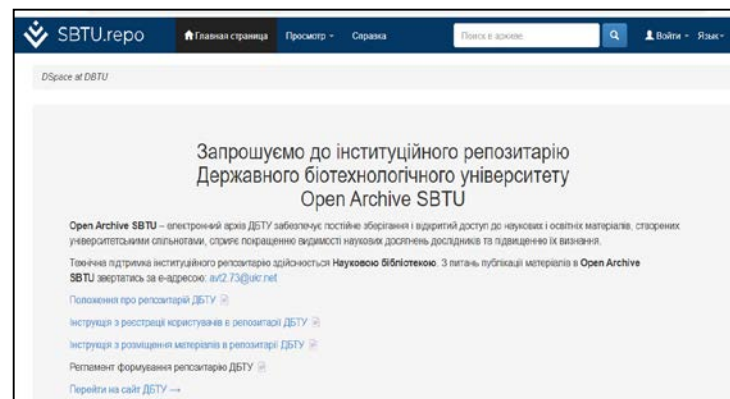 SBTU.repo Главная страница Просмотр Справка Поиск в архиве Войти Язык
DSpace at DBTU
Запрошуємо до інституційного репозитарію
Державного біотехнологічного університету
Open Archive SBTU
Open Archive SBTU – електронний архів ДБТУ забезпечує постійне зберігання і відкритий доступ до наукових і освітніх матеріалів, створених
університетськими спільнотами, сприяє покращенню видимості наукових досягнень дослідників та підвищенню їх визнання.
Технічна підтримка інституційного репозитарію здійснюється Науковою бібліотекою. З питань публікації матеріалів в Open Archive
SBTU звертатись за е-адресою: avt2.73@ukr.net
Положення про репозитарій ДБТУ
Інструкція з реєстрації користувачів в репозитарії ДБТУ
Інструкція з розміщення матеріалів в репозитарії ДБТУ
Регламент формування репозитарію ДБТУ
Перейти на сайт ДБТУ →